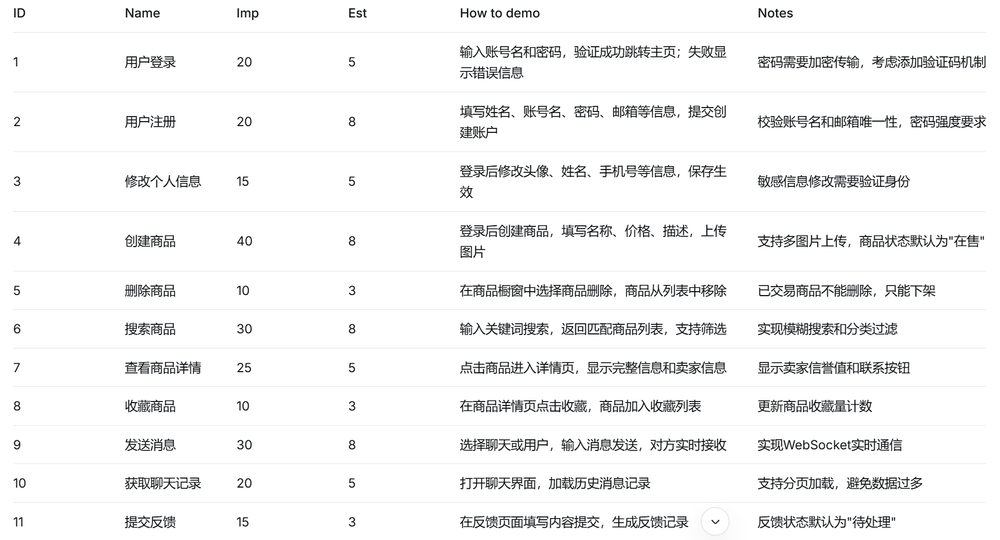 ID Name Imp Est How to demo Notes
1 用户登录 20 5 输入账号名和密码，验证成功跳转主页；失败显
示错误信息 密码需要加密传输，考虑添加验证码机制
2 用户注册 20 8 填写姓名、账号名、密码、邮箱等信息，提交创
建账户 校验账号名和邮箱唯一性，密码强度要求
3 修改个人信息 15 5 登录后修改头像、姓名、手机号等信息，保存生
效 敏感信息修改需要验证身份
4 创建商品 40 8 登录后创建商品，填写名称、价格、描述，上传
图片 支持多图片上传，商品状态默认为"在售"
5 删除商品 10 3 在商品橱窗中选择商品删除，商品从列表中移除 已交易商品不能删除，只能下架
6 搜索商品 30 8 输入关键词搜索，返回匹配商品列表，支持筛选 实现模糊搜索和分类过滤
7 查看商品详情 25 5 点击商品进入详情页，显示完整信息和卖家信息 显示卖家信誉值和联系按钮
8 收藏商品 10 3 在商品详情页点击收藏，商品加入收藏列表 更新商品收藏量计数
9 发送消息 30 8 选择聊天或用户，输入消息发送，对方实时接收 实现WebSocket实时通信
10 获取聊天记录 20 5 打开聊天界面，加载历史消息记录 支持分页加载，避免数据过多
11 提交反馈 15 3 在反馈页面填写内容提交，生成反馈记录 反馈状态默认为"待处理"